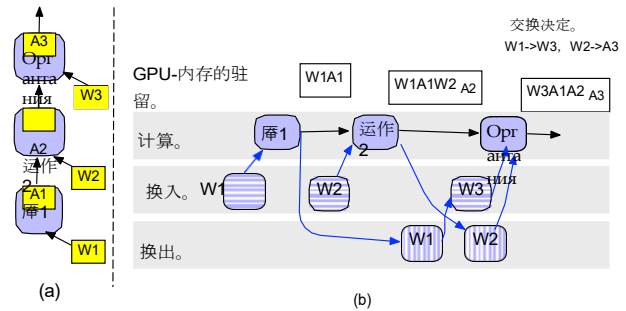 A3
Орг
анта
ния
W3
A2
运作
2
W2
A1
厣1
W1
(a)
交换决定。
W1->W3, W2->A3
GPU-内存的驻
留。
W1A1
W1A1W2 A2
W3A1A2 A3
计算。
厣1
运作
2
Орг
анта
ния
换入。
W1
W2
W3
换出。
W1
W2
(b)